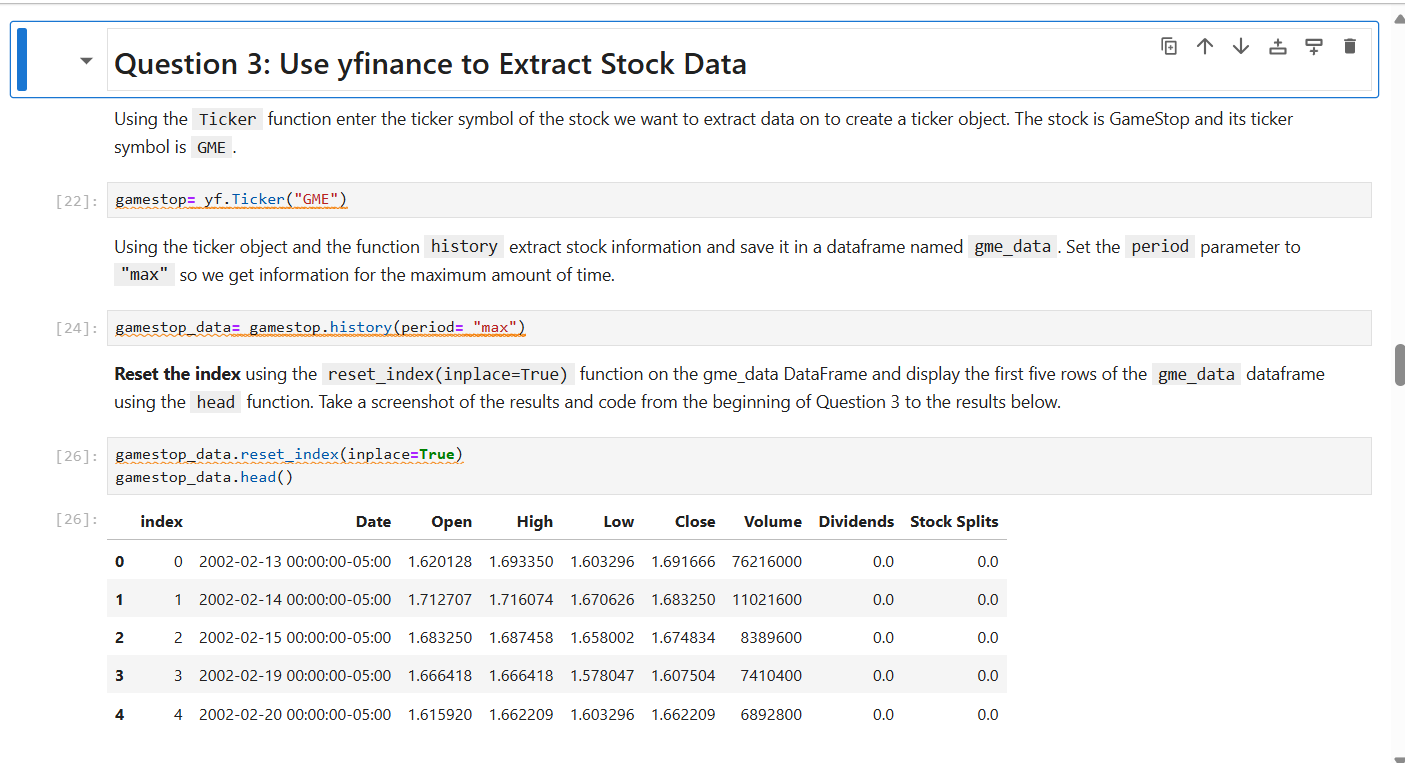 Question 3: Use yfinance to Extract Stock Data
Using the Ticker function enter the ticker symbol of the stock we want to extract data on to create a ticker object. The stock is GameStop and its ticker
symbol is GME .
[22]: gamestop= yf.Ticker("GME")
Using the ticker object and the function history extract stock information and save it in a dataframe named gme_data . Set the period parameter to
"max" so we get information for the maximum amount of time.
[24]: gamestop_data= gamestop.history(period= "max")
Reset the index using the reset_index(inplace=True) function on the gme_data DataFrame and display the first five rows of the gme_data dataframe
using the head function. Take a screenshot of the results and code from the beginning of Question 3 to the results below.
[26]: gamestop_data.reset_index(inplace=True)
gamestop_data.head()
[26]: index Date Open High Low Close Volume Dividends Stock Splits
0 0 2002-02-13 00:00:00-05:00 1.620128 1.693350 1.603296 1.691666 76216000 0.0 0.0
1 1 2002-02-14 00:00:00-05:00 1.712707 1.716074 1.670626 1.683250 11021600 0.0 0.0
2 2 2002-02-15 00:00:00-05:00 1.683250 1.687458 1.658002 1.674834 8389600 0.0 0.0
3 3 2002-02-19 00:00:00-05:00 1.666418 1.666418 1.578047 1.607504 7410400 0.0 0.0
4 4 2002-02-20 00:00:00-05:00 1.615920 1.662209 1.603296 1.662209 6892800 0.0 0.0